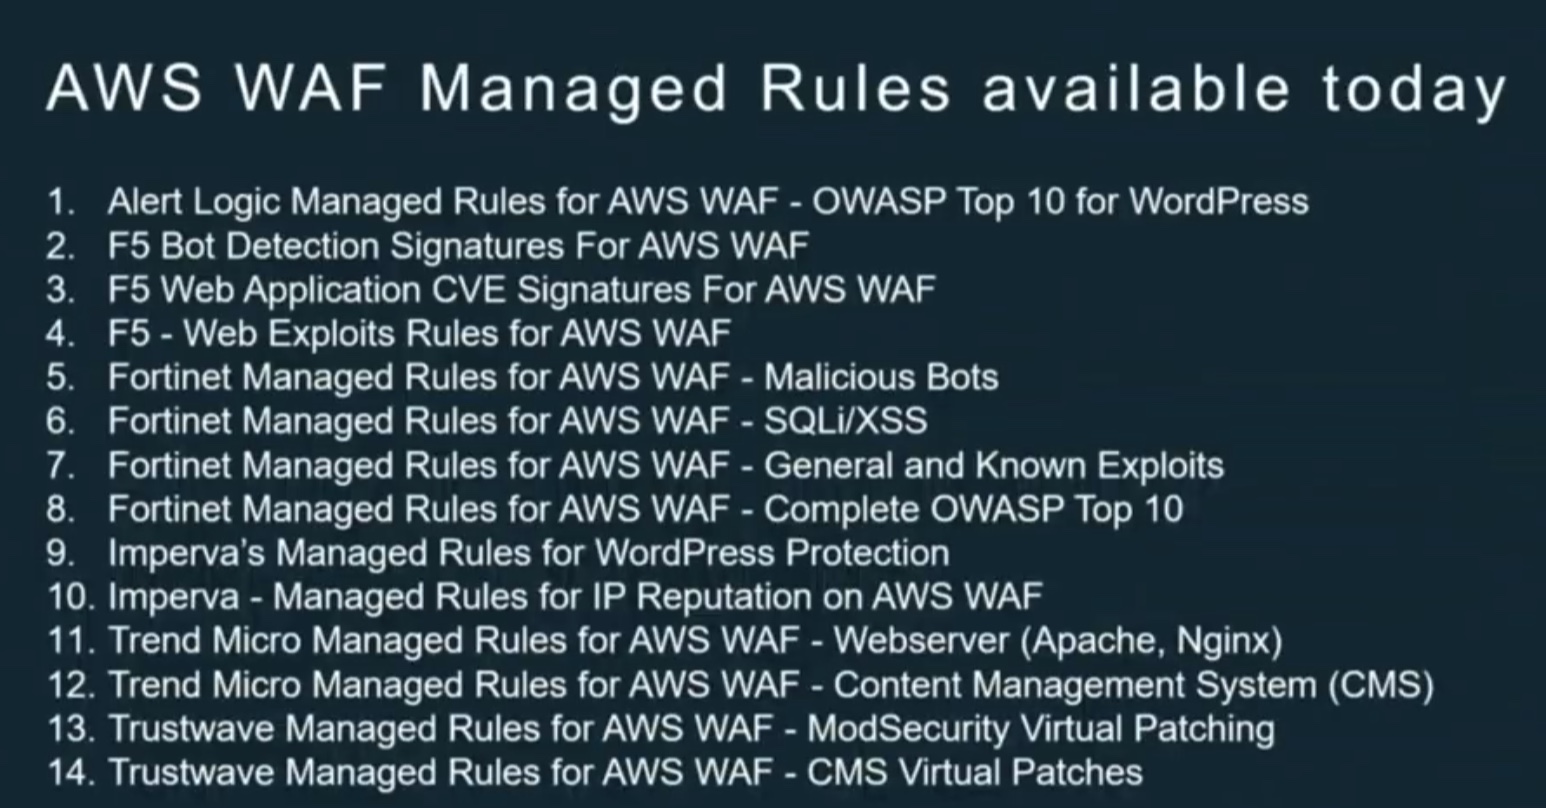 AWS WAF Managed Rules available today
1. Alert Logic Managed Rules for AWS WAF - OWASP Top 10 for WordPress
2. F5 Bot Detection Signatures For AWS WAF
3. F5 Web Application CVE Signatures For AWS WAF
4. F5 - Web Exploits Rules for AWS WAF
5. Fortinet Managed Rules for AWS WAF - Malicious Bots
6. Fortinet Managed Rules for AWS WAF - SQLi/XSS
7. Fortinet Managed Rules for AWS WAF - General and Known Exploits
8. Fortinet Managed Rules for AWS WAF - Complete OWASP Top 10
9. Imperva’s Managed Rules for WordPress Protection
10. Imperva - Managed Rules for IP Reputation on AWS WAF
11. Trend Micro Managed Rules for AWS WAF - Webserver (Apache, Nginx)
12. Trend Micro Managed Rules for AWS WAF - Content Management System (CMS)
13. Trustwave Managed Rules for AWS WAF - ModSecurity Virtual Patching
14. Trustwave Managed Rules for AWS WAF - CMS Virtual Patches